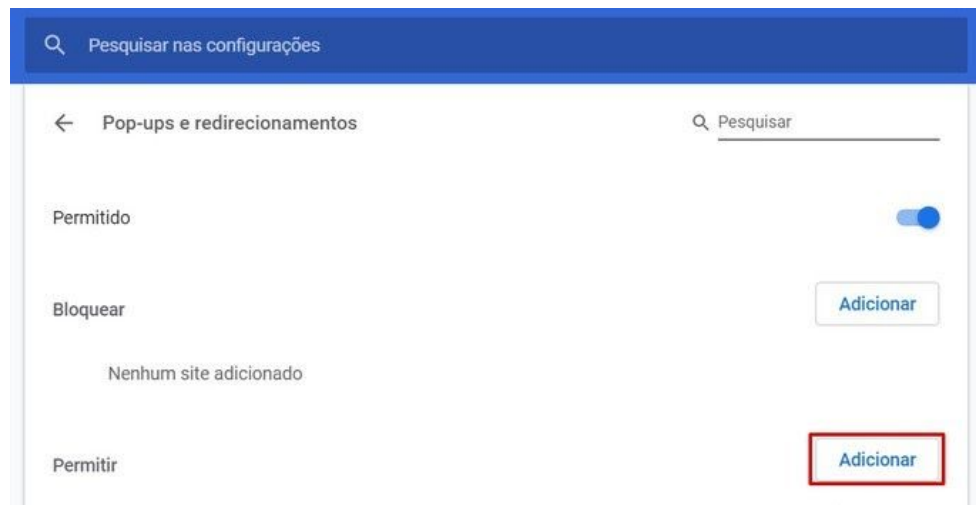 Pesquisar nas configurações
Pop-ups e redirecionamentos
Pesquisar
Permitido
Bloquear
Adicionar
Nenhum site adicionado
Permitir
Adicionar